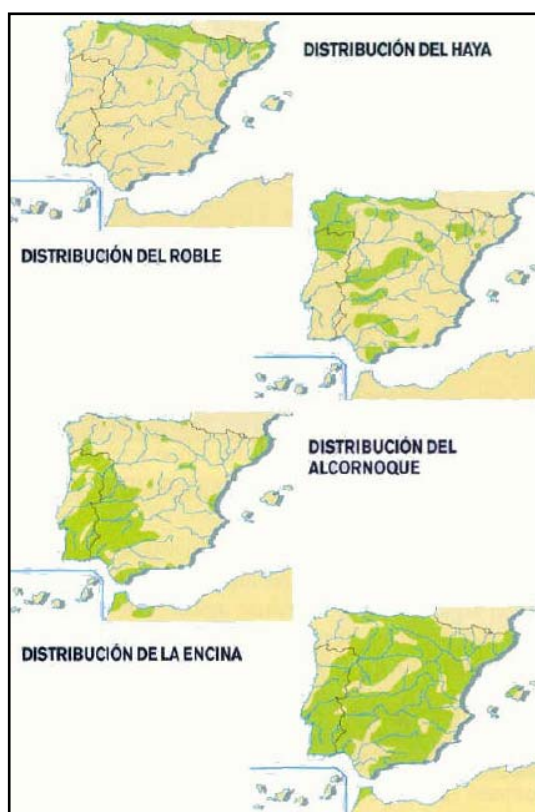 DISTRIBUCIÓN DEL HAYA
DISTRIBUCIÓN DEL ROBLE
DISTRIBUCIÓN DEL
ALCORNOQUE
DISTRIBUCIÓN DE LA ENCINA